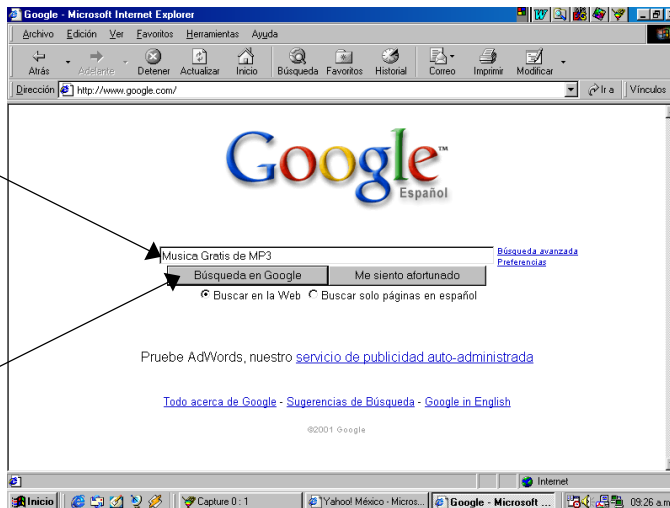 Google - Microsoft Internet Explorer
Archivo Edición Ver Favoritos Herramientas Ayuda
Atrás Adelante Detener Actualizar Inicio Búsqueda Favoritos Historial Correo Imprimir Modificar
Dirección http://www.google.com/ Ir a Vínculos
Google™
Español
Musica Gratis de MP3
Búsqueda avanzada
Preferencias
Búsqueda en Google Me siento afortunado
Buscar en la Web Buscar solo páginas en español
Pruebe AdWords, nuestro servicio de publicidad auto-administrada
Todo acerca de Google - Sugerencias de Búsqueda - Google in English
©2001 Google
Internet
Inicio Capture 0 : 1 Yahoo! México - Micros... Google - Microsoft ... 09:26 a.m